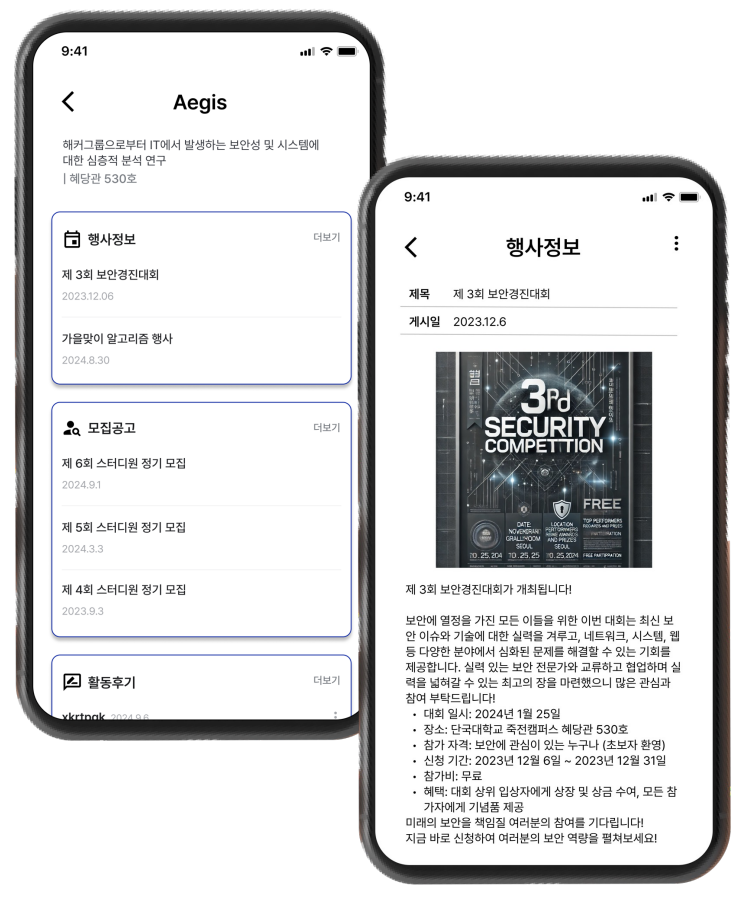 9:41
Aegis
해커그룹으로부터 IT에서 발생하는 보안성 및 시스템에
대한 심층적 분석 연구
| 혜당관 530호
행사정보
더보기
제 3회 보안경진대회
2023.12.06
가을맞이 알고리즘 행사
2024.8.30
모집공고
더보기
제 6회 스터디원 정기 모집
2024.9.1
제 5회 스터디원 정기 모집
2024.3.3
제 4회 스터디원 정기 모집
2023.9.3
활동후기
더보기
xkrtpgk 2024.9.6
9:41
행사정보
제목 제 3회 보안경진대회
게시일 2023.12.6
3Pd
SECURITY
COMPETTION
FREE
TOP PERFORMERS
DATE:
LOCATION
AND PRIZES
SEOUL
SEOUL
10.25.204
10.25.25
10.25.2024
제 3회 보안경진대회가 개최됩니다!
보안에 열정을 가진 모든 이들을 위한 이번 대회는 최신 보
안 이슈와 기술에 대한 실력을 겨루고, 네트워크, 시스템, 웹
등 다양한 분야에서 심화된 문제를 해결할 수 있는 기회를
제공합니다. 실력 있는 보안 전문가와 교류하고 협업하며 실
력을 넓혀갈 수 있는 최고의 장을 마련했으니 많은 관심과
참여 부탁드립니다!
• 대회 일시: 2024년 1월 25일
• 장소: 단국대학교 죽전캠퍼스 혜당관 530호
• 참가 자격: 보안에 관심이 있는 누구나 (초보자 환영)
• 신청 기간: 2023년 12월 6일 ~ 2023년 12월 31일
• 참가비: 무료
• 혜택: 대회 상위 입상자에게 상장 및 상금 수여, 모든 참
가자에게 기념품 제공
미래의 보안을 책임질 여러분의 참여를 기다립니다!
지금 바로 신청하여 여러분의 보안 역량을 펼쳐보세요!